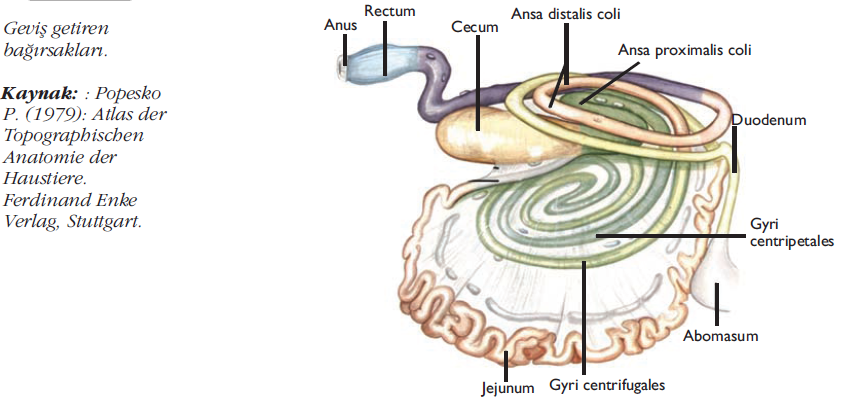 Geviş getiren
bağırsakları.
Kaynak: : Popesko
P. (1979): Atlas der
Topographischen
Anatomie der
Haustiere.
Ferdinand Enke
Verlag, Stuttgart.
Anus
Rectum
Cecum
Ansa distalis coli
Ansa proximalis coli
Duodenum
Gyri
centripetales
Abomasum
Jejunum
Gyri centrifugales